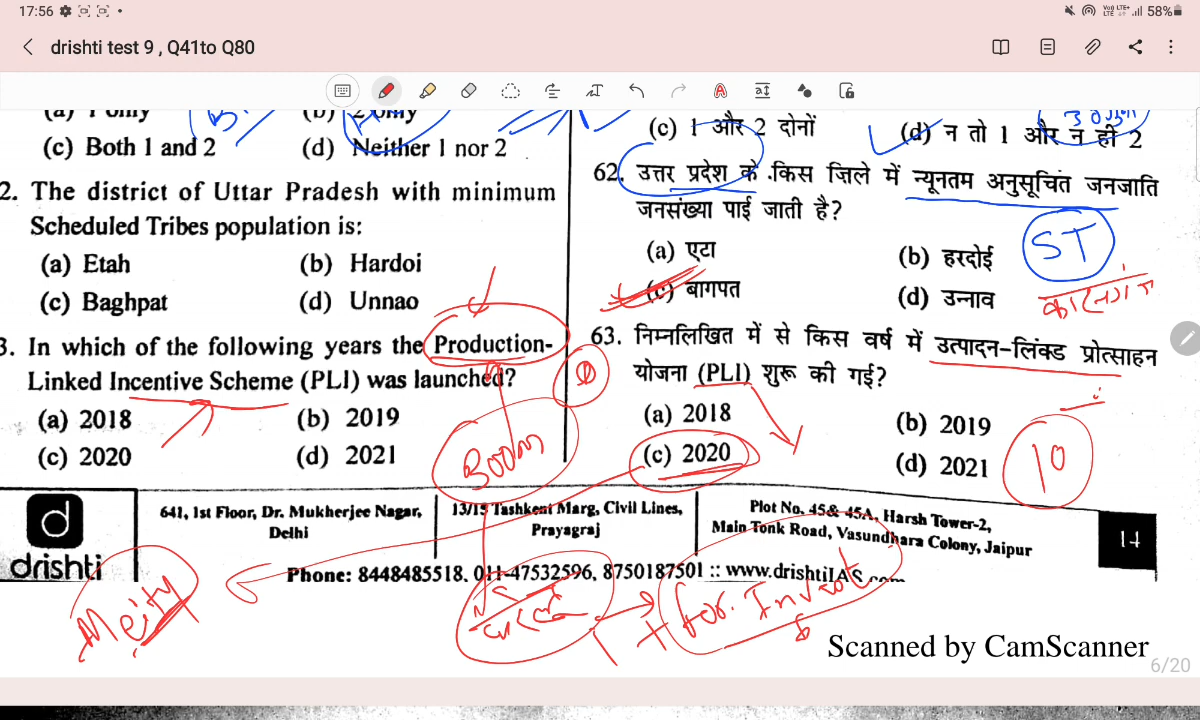 17:56
58%
drishti test 9 , Q41to Q80
(c) Both 1 and 2
(d) Neither 1 nor 2
2. The district of Uttar Pradesh with minimum
Scheduled Tribes population is:
(a) Etah
(b) Hardoi
(c) Baghpat
(d) Unnao
3. In which of the following years the Production-
Linked Incentive Scheme (PLI) was launched?
(a) 2018
(b) 2019
(c) 2020
(d) 2021
Boom
(c) 1 और 2 दोनों
(d) न तो 1 और न ही 2
62. उत्तर प्रदेश के किस जिले में न्यूनतम अनुसूचित जनजाति
जनसंख्या पाई जाती है?
ST
(a) एटा
(b) हरदोई
(c) बागपत
(d) उन्नाव
63. निम्नलिखित में से किस वर्ष में उत्पादन-लिंक्ड प्रोत्साहन
योजना (PLI) शुरू की गई?
(a) 2018
(b) 2019
(c) 2020
(d) 2021
10
d
drishti
641, 1st Floor, Dr. Mukherjee Nagar,
Delhi
13/15 Tashkent Marg, Civil Lines,
Prayagraj
Plot No. 45& 45A, Harsh Tower-2,
Main Tonk Road, Vasundhara Colony, Jaipur
14
Phone: 8448485518, 011-47532596, 8750187501 :: www.drishtiIAS.com
Meity
+ for. Invest
Scanned by CamScanner
6/20